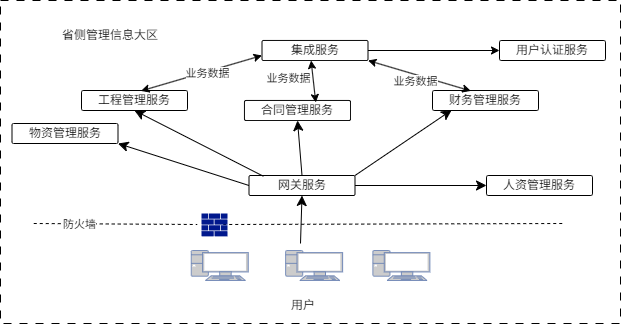 省侧管理信息大区
集成服务
用户认证服务
业务数据
业务数据
业务数据
工程管理服务
合同管理服务
财务管理服务
物资管理服务
网关服务
人资管理服务
防火墙
用户